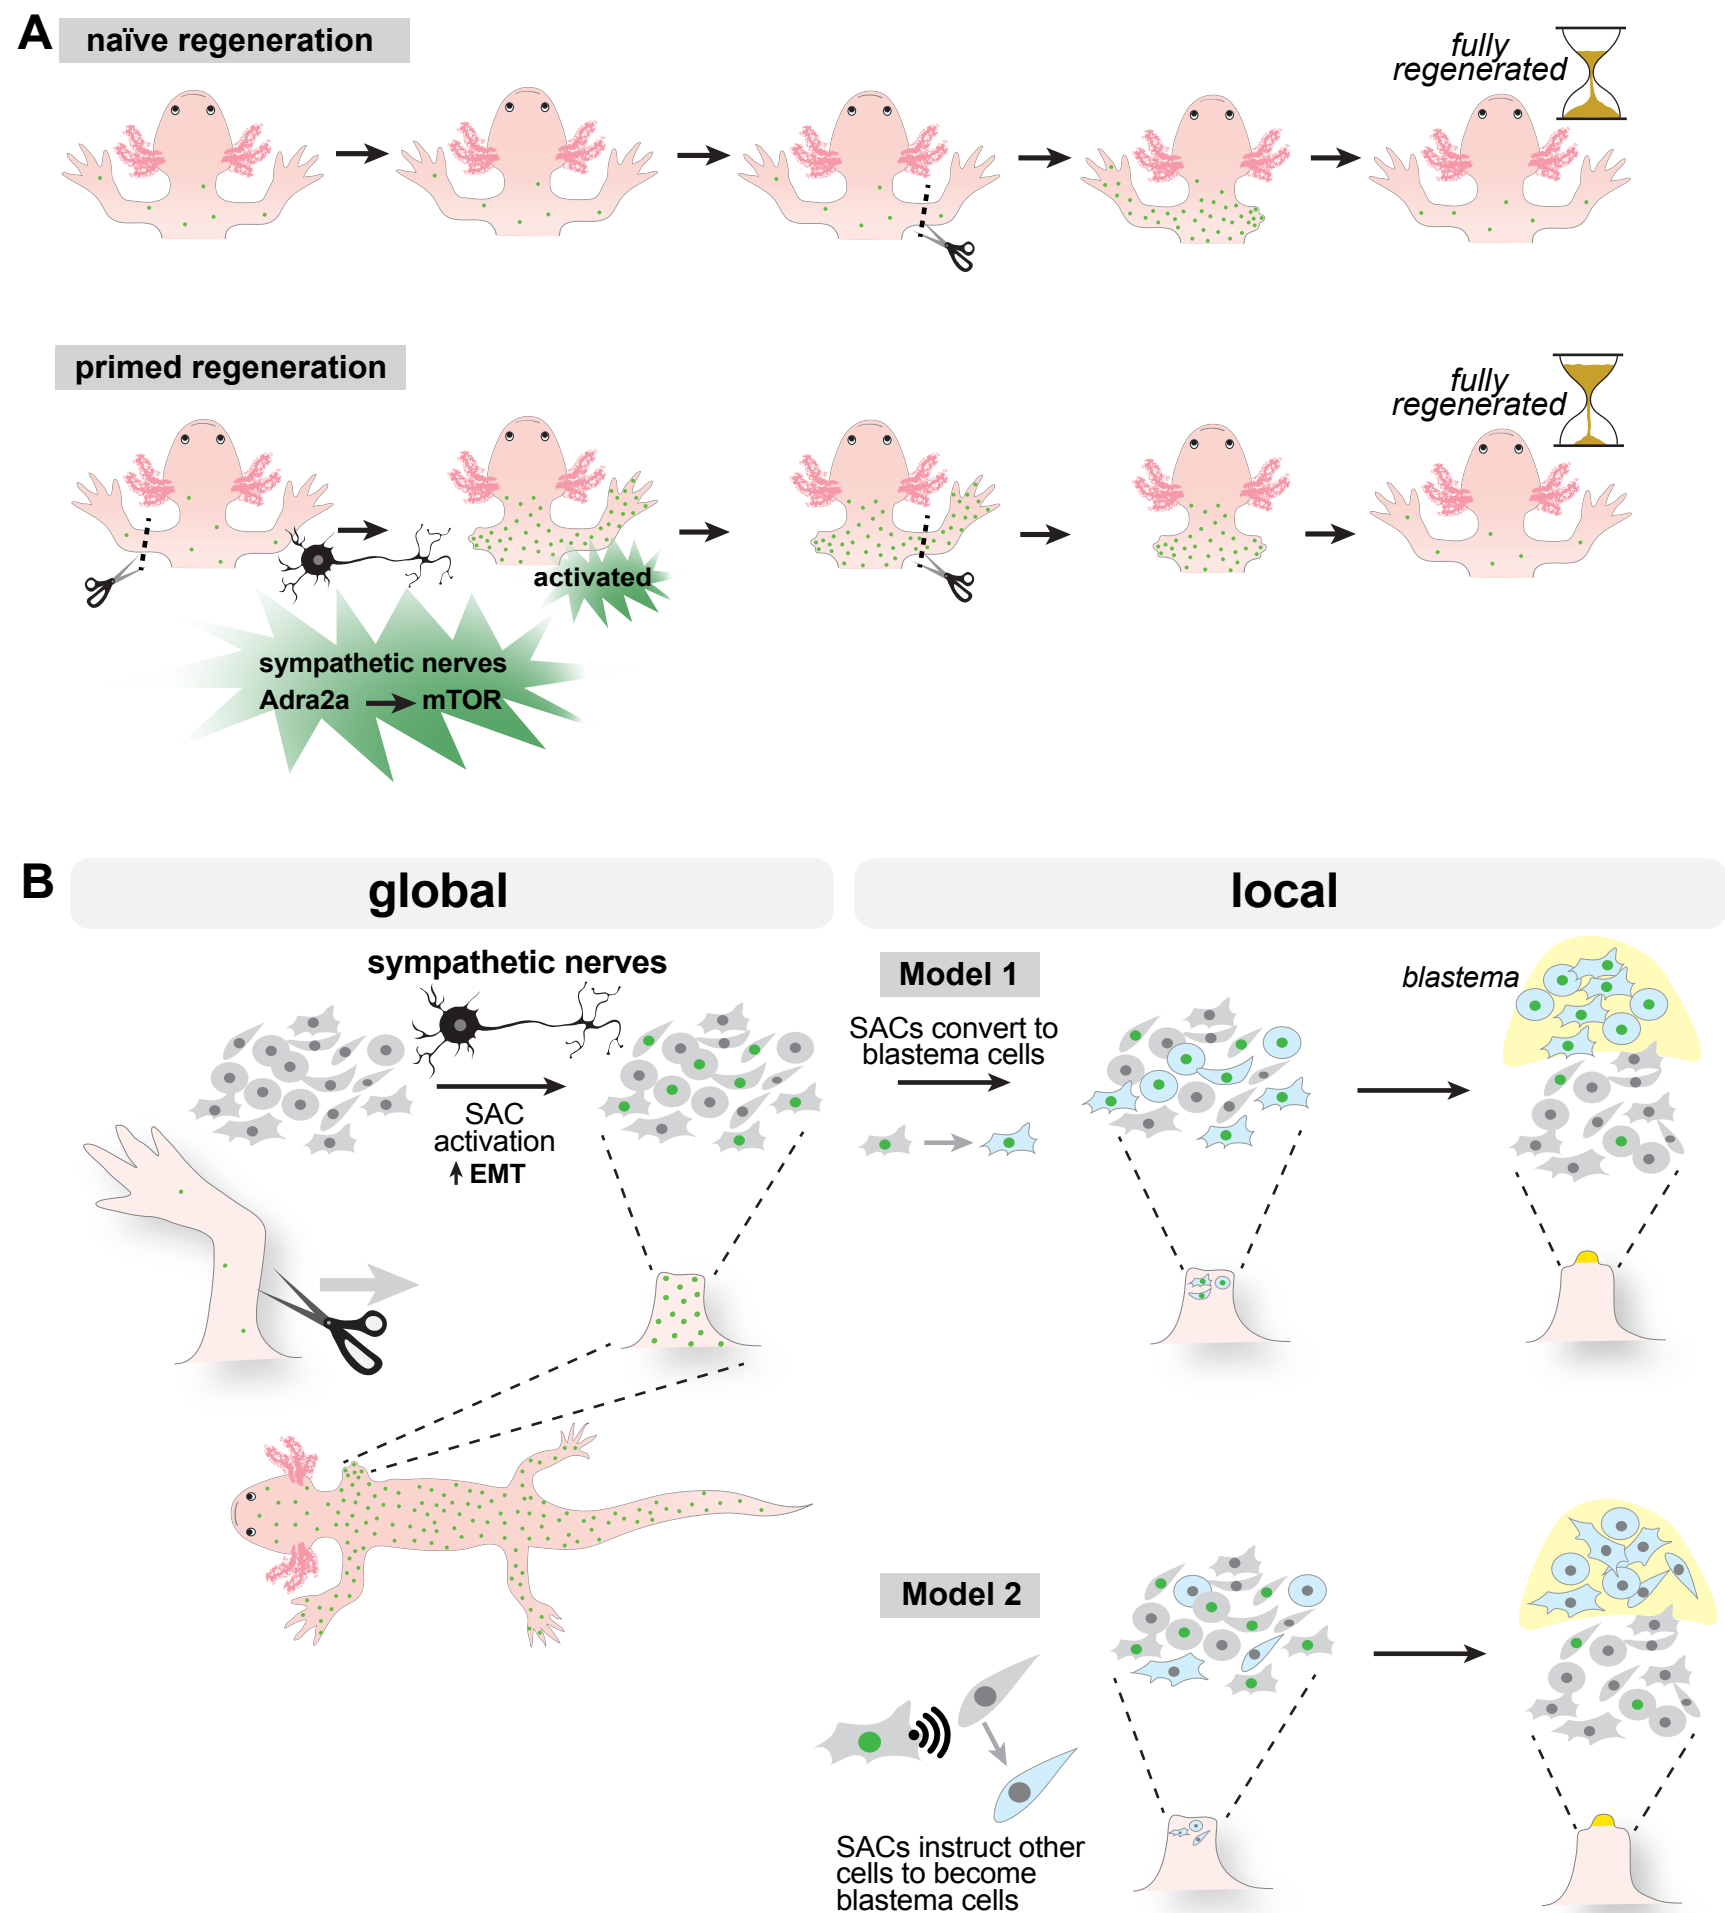 A
naïve regeneration
fully
regenerated
primed regeneration
fully
regenerated
activated
sympathetic nerves
Adra2a mTOR
B
global
local
sympathetic nerves
SAC
activation
EMT
Model 1
SACs convert to
blastema cells
blastema
Model 2
SACs instruct other
cells to become
blastema cells